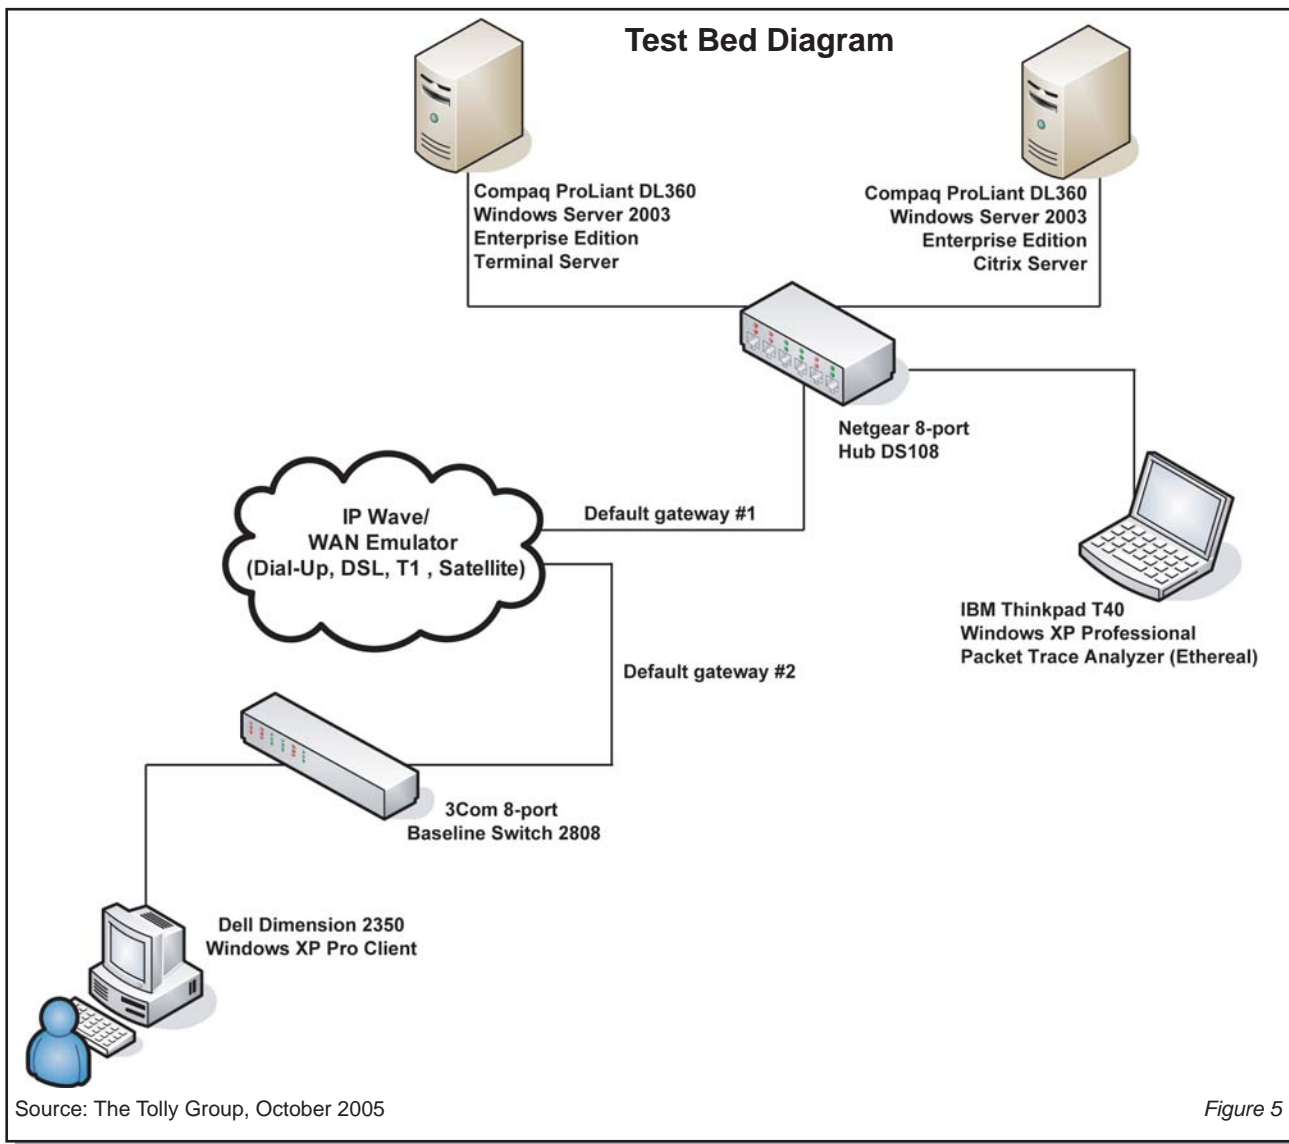 Test Bed Diagram
Compaq ProLiant DL360
Windows Server 2003
Enterprise Edition
Terminal Server
Compaq ProLiant DL360
Windows Server 2003
Enterprise Edition
Citrix Server
Netgear 8-port
Hub DS108
IP Wave/
WAN Emulator
(Dial-Up, DSL, T1 , Satellite)
Default gateway #1
IBM Thinkpad T40
Windows XP Professional
Packet Trace Analyzer (Ethereal)
Default gateway #2
3Com 8-port
Baseline Switch 2808
Dell Dimension 2350
Windows XP Pro Client
Source: The Tolly Group, October 2005
Figure 5